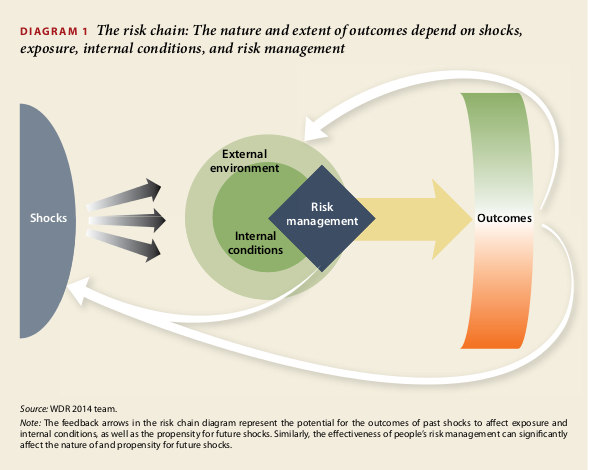 DIAGRAM 1 The risk chain: The nature and extent of outcomes depend on shocks,
exposure, internal conditions, and risk management
External
environment
Shocks
Risk
management
Outcomes
Internal
conditions
Source: WDR 2014 team.
Note: The feedback arrows in the risk chain diagram represent the potential for the outcomes of past shocks to affect exposure and
internal conditions, as well as the propensity for future shocks. Similarly, the effectiveness of people's risk management can significantly
affect the nature of and propensity for future shocks.